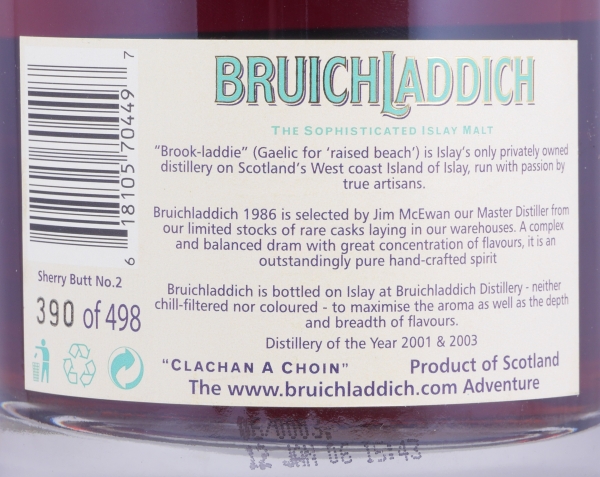 BRUICHLADDICH
THE SOPHISTICATED ISLAY MALT
"Brook-laddie" (Gaelic for 'raised beach') is Islay's only privately owned
distillery on Scotland's West coast Island of Islay, run with passion by
true artisans.
Bruichladdich 1986 is selected by Jim McEwan our Master Distiller from
our limited stocks of rare casks laying in our warehouses. A complex
and balanced dram with great concentration of flavours, it is an
outstandingly pure hand-crafted spirit
Bruichladdich is bottled on Islay at Bruichladdich Distillery - neither
chill-filtered nor coloured - to maximise the aroma as well as the depth
and breadth of flavours.
Distillery of the Year 2001 & 2003
"CLACHAN A CHOIN" Product of Scotland
The www.bruichladdich.com Adventure
6 18105 70449 7
Sherry Butt No.2
390 of 498
12 JAN 06 15:43